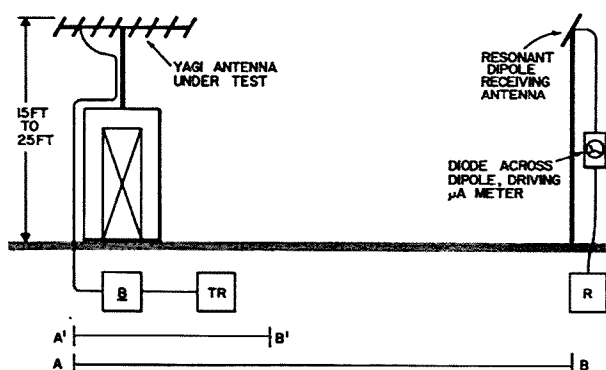 YAGI ANTENNA
UNDER TEST
RESONANT
DIPOLE
RECEIVING
ANTENNA
15FT
TO
25FT
DIODE ACROSS
DIPOLE, DRIVING
μA METER
B
TR
R
A' B'
A B